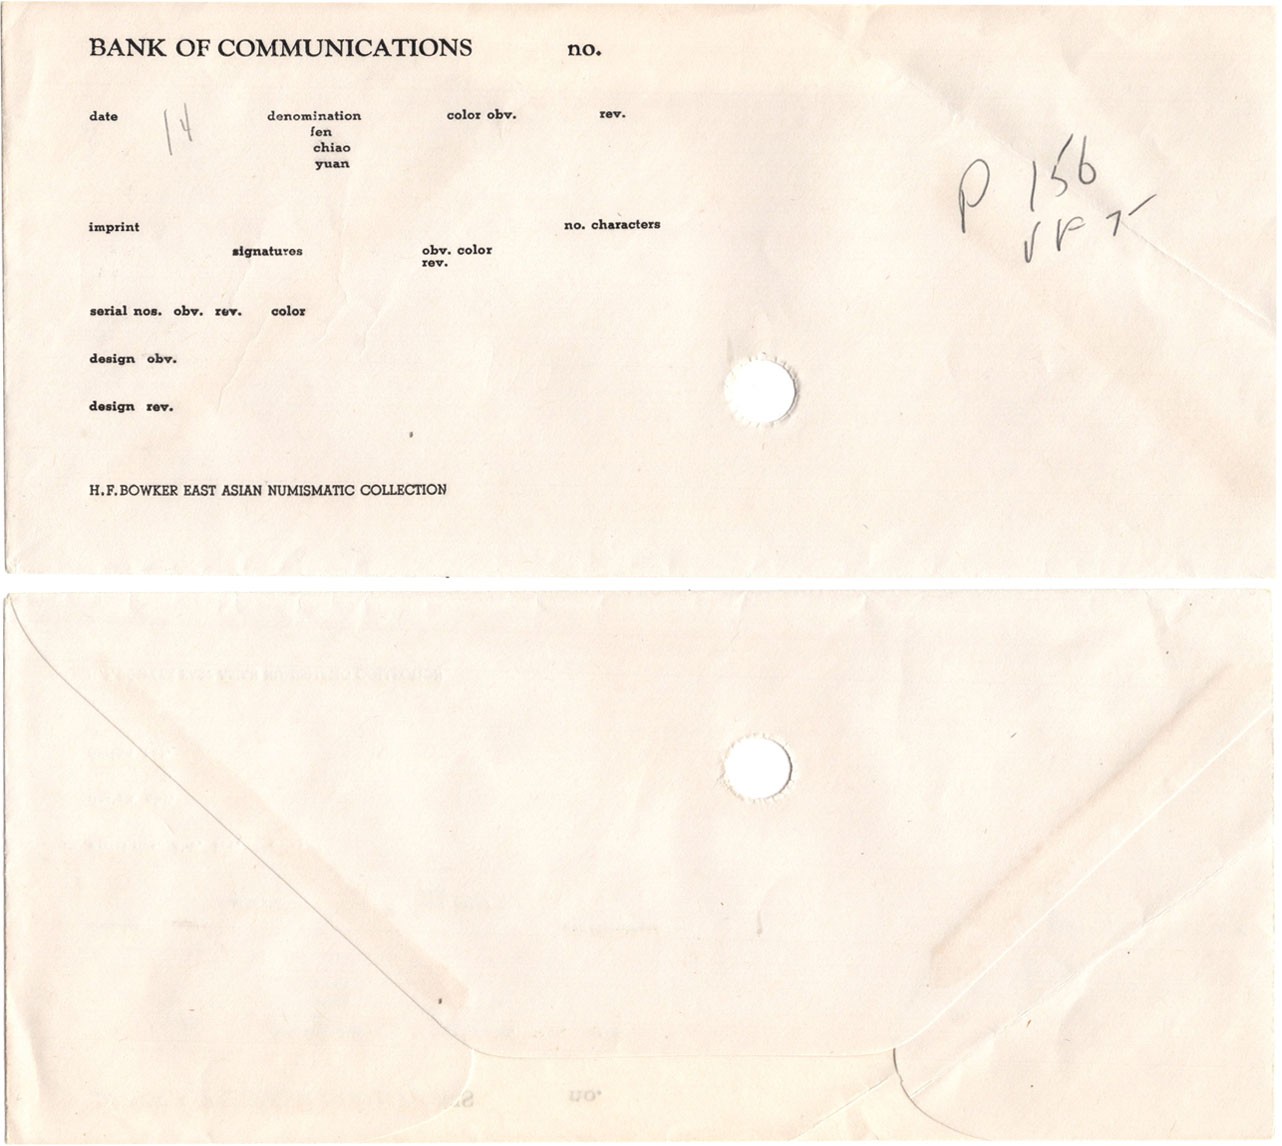 BANK OF COMMUNICATIONS no.
date 14 denomination color obv. rev.
fen
chiao
yuan
P 156
VF 7-
imprint no. characters
signatures obv. color
rev.
serial nos. obv. rev. color
design obv.
design rev.
H.F.BOWKER EAST ASIAN NUMISMATIC COLLECTION